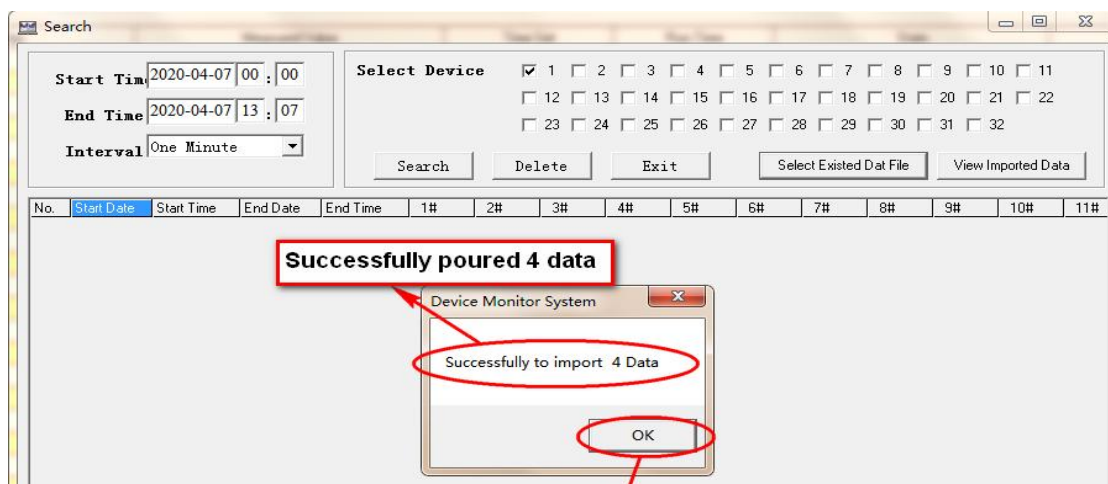 Search
Start Tim 2020-04-07 00 : 00
End Time 2020-04-07 13 : 07
Interval One Minute
Select Device 1 2 3 4 5 6 7 8 9 10 11
12 13 14 15 16 17 18 19 20 21 22
23 24 25 26 27 28 29 30 31 32
Search Delete Exit Select Existed Dat File View Imported Data
No. Start Date Start Time End Date End Time 1# 2# 3# 4# 5# 6# 7# 8# 9# 10# 11#
Successfully poured 4 data
Device Monitor System
Successfully to import 4 Data
OK